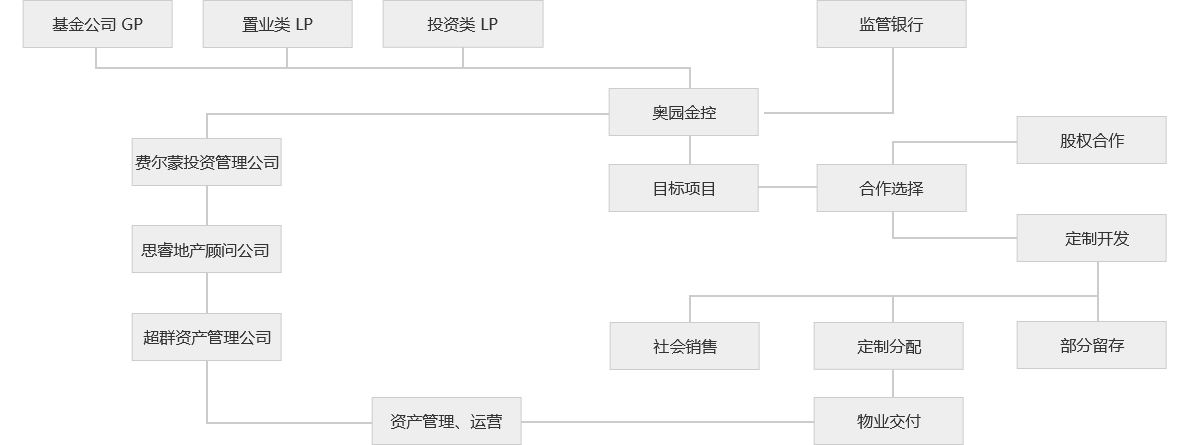 基金公司 GP
置业类 LP
投资类 LP
监管银行
奥园金控
股权合作
费尔蒙投资管理公司
目标项目
合作选择
定制开发
思睿地产顾问公司
超群资产管理公司
社会销售
定制分配
部分留存
资产管理、运营
物业交付